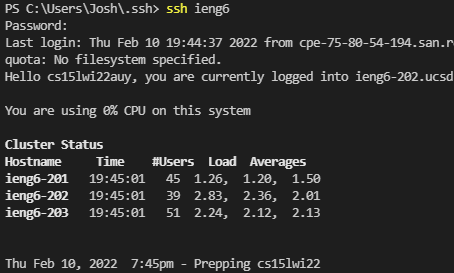 PS C:\Users\Josh\.ssh> ssh ieng6
Password:
Last login: Thu Feb 10 19:44:37 2022 from cpe-75-80-54-194.san.r
quota: No filesystem specified.
Hello cs15lwi22auy, you are currently logged into ieng6-202.ucsd
You are using 0% CPU on this system
Cluster Status
Hostname Time #Users Load Averages
ieng6-201 19:45:01 45 1.26, 1.20, 1.50
ieng6-202 19:45:01 39 2.83, 2.36, 2.01
ieng6-203 19:45:01 51 2.24, 2.12, 2.13
Thu Feb 10, 2022 7:45pm - Prepping cs15lwi22